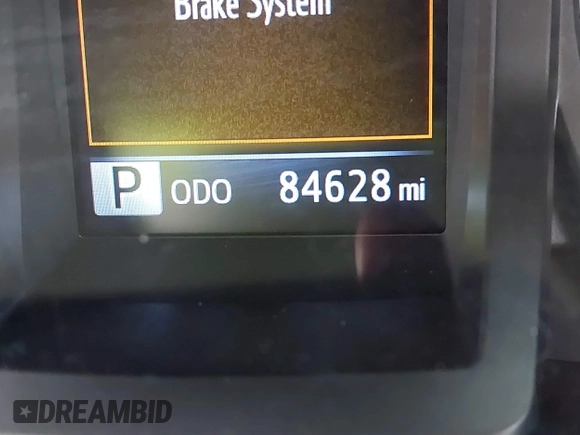 Brake System
P ODO 84628 mi
DREAMBID